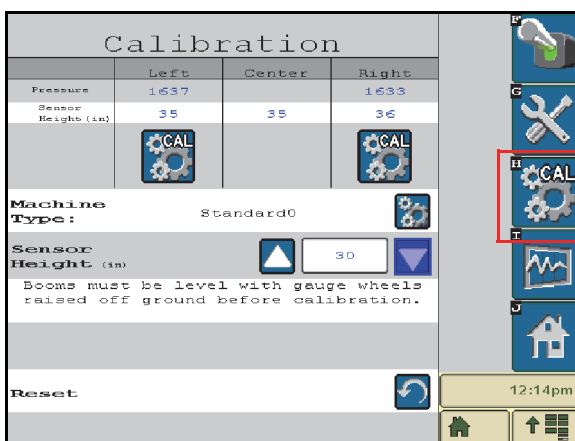 Calibration
Left Center Right
Pressure 1637 1633
Sensor Height (in) 35 35 36
CAL CAL
Machine Type: Standard0
Sensor Height (in) 30
Booms must be level with gauge wheels
raised off ground before calibration.
Reset
F
G
H
CAL
I
J
12:14pm